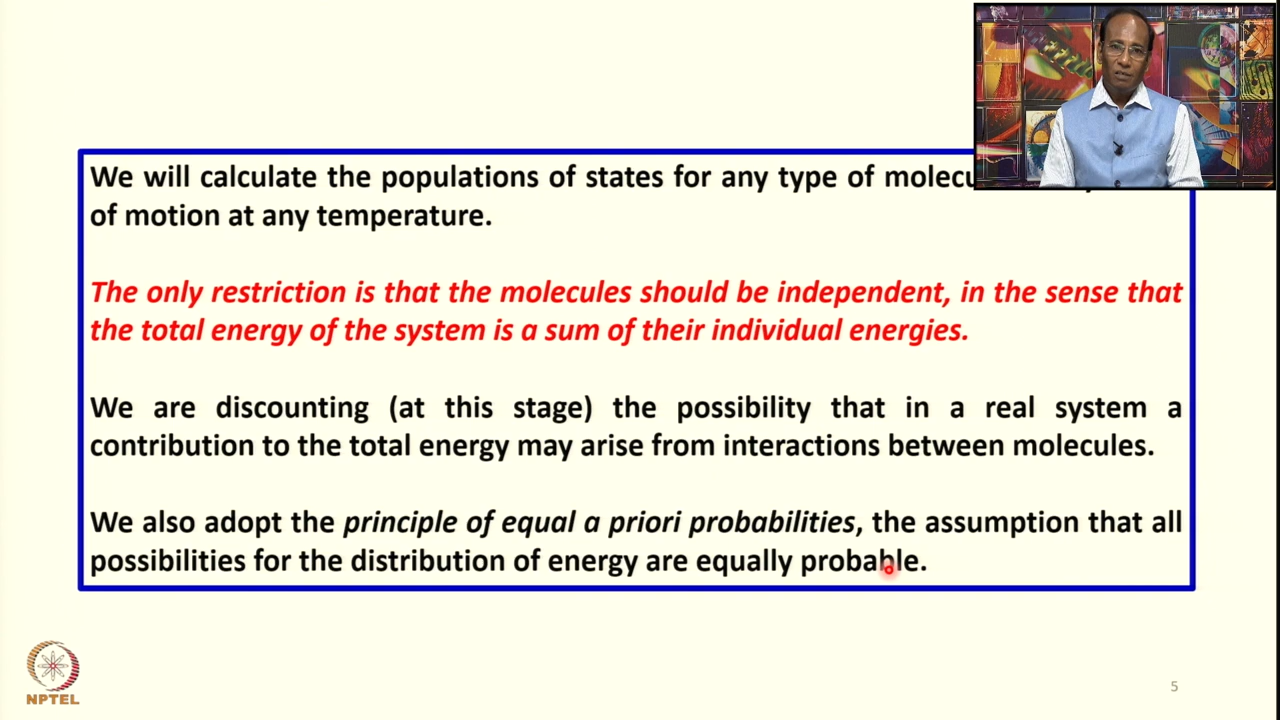 We will calculate the populations of states for any type of
of motion at any temperature.
The only restriction is that the molecules should be independent, in the sense that
the total energy of the system is a sum of their individual energies.
We are discounting (at this stage) the possibility that in a real system a
contribution to the total energy may arise from interactions between molecules.
We also adopt the principle of equal a priori probabilities, the assumption that all
possibilities for the distribution of energy are equally probable.
NPTEL
5